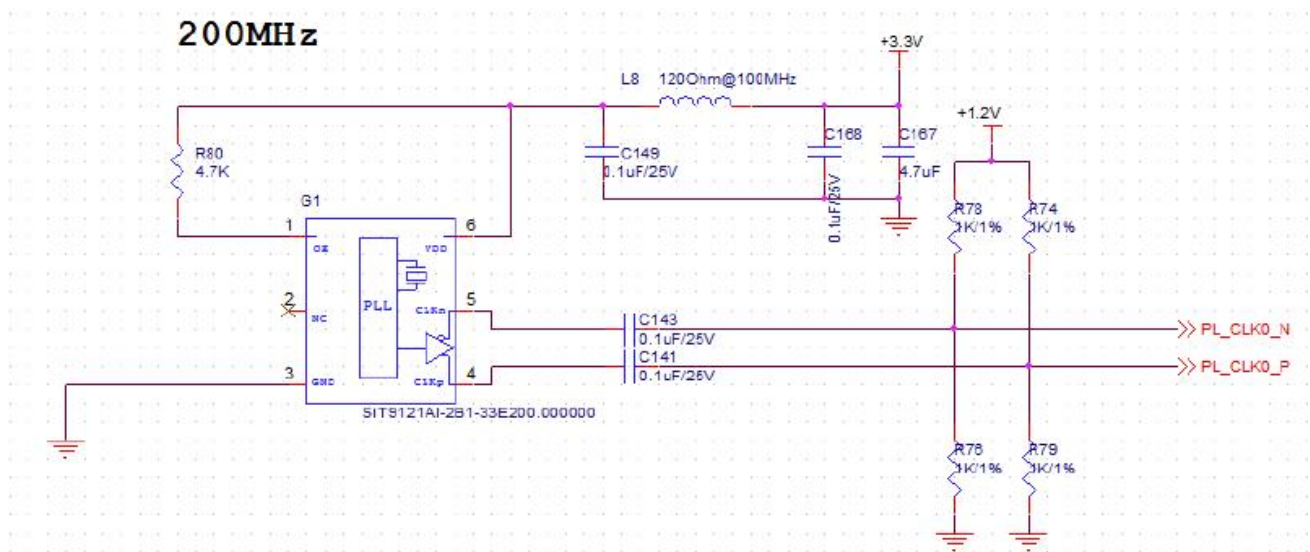 200MHz
+3.3V
L8 120Ohm@100MHz
+1.2V
C168
C167
R80
4.7K
C149
0.1uF/25V
4.7uF
0.1uF/25V
G1
R78
1K/1%
R74
1K/1%
1
6
OE
VDD
2
NC
PLL
CLKn
5
C143
0.1uF/25V
PL_CLK0_N
C141
0.1uF/25V
PL_CLK0_P
3
GND
CLKp
4
SIT9121AI-2B1-33E200.000000
R76
1K/1%
R79
1K/1%